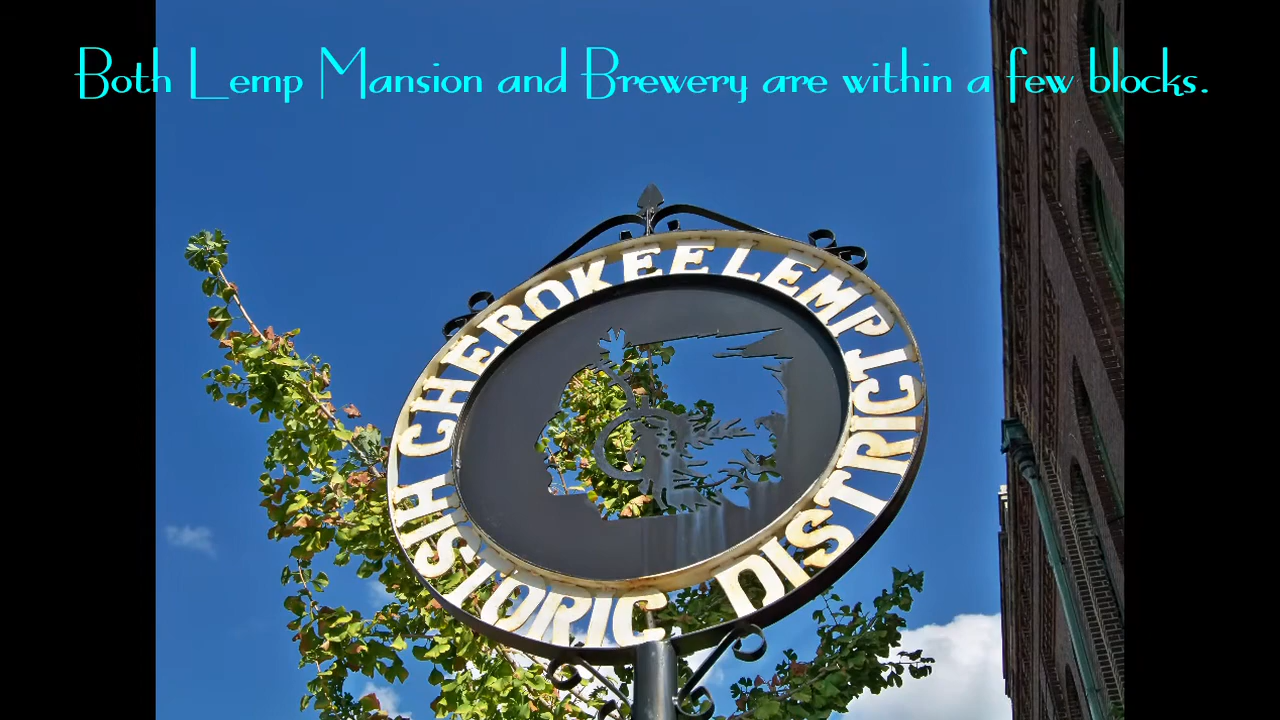 Both Lemp Mansion and Brewery are within a few blocks.
CHEROKEE LEMP
HISTORIC DISTRICT